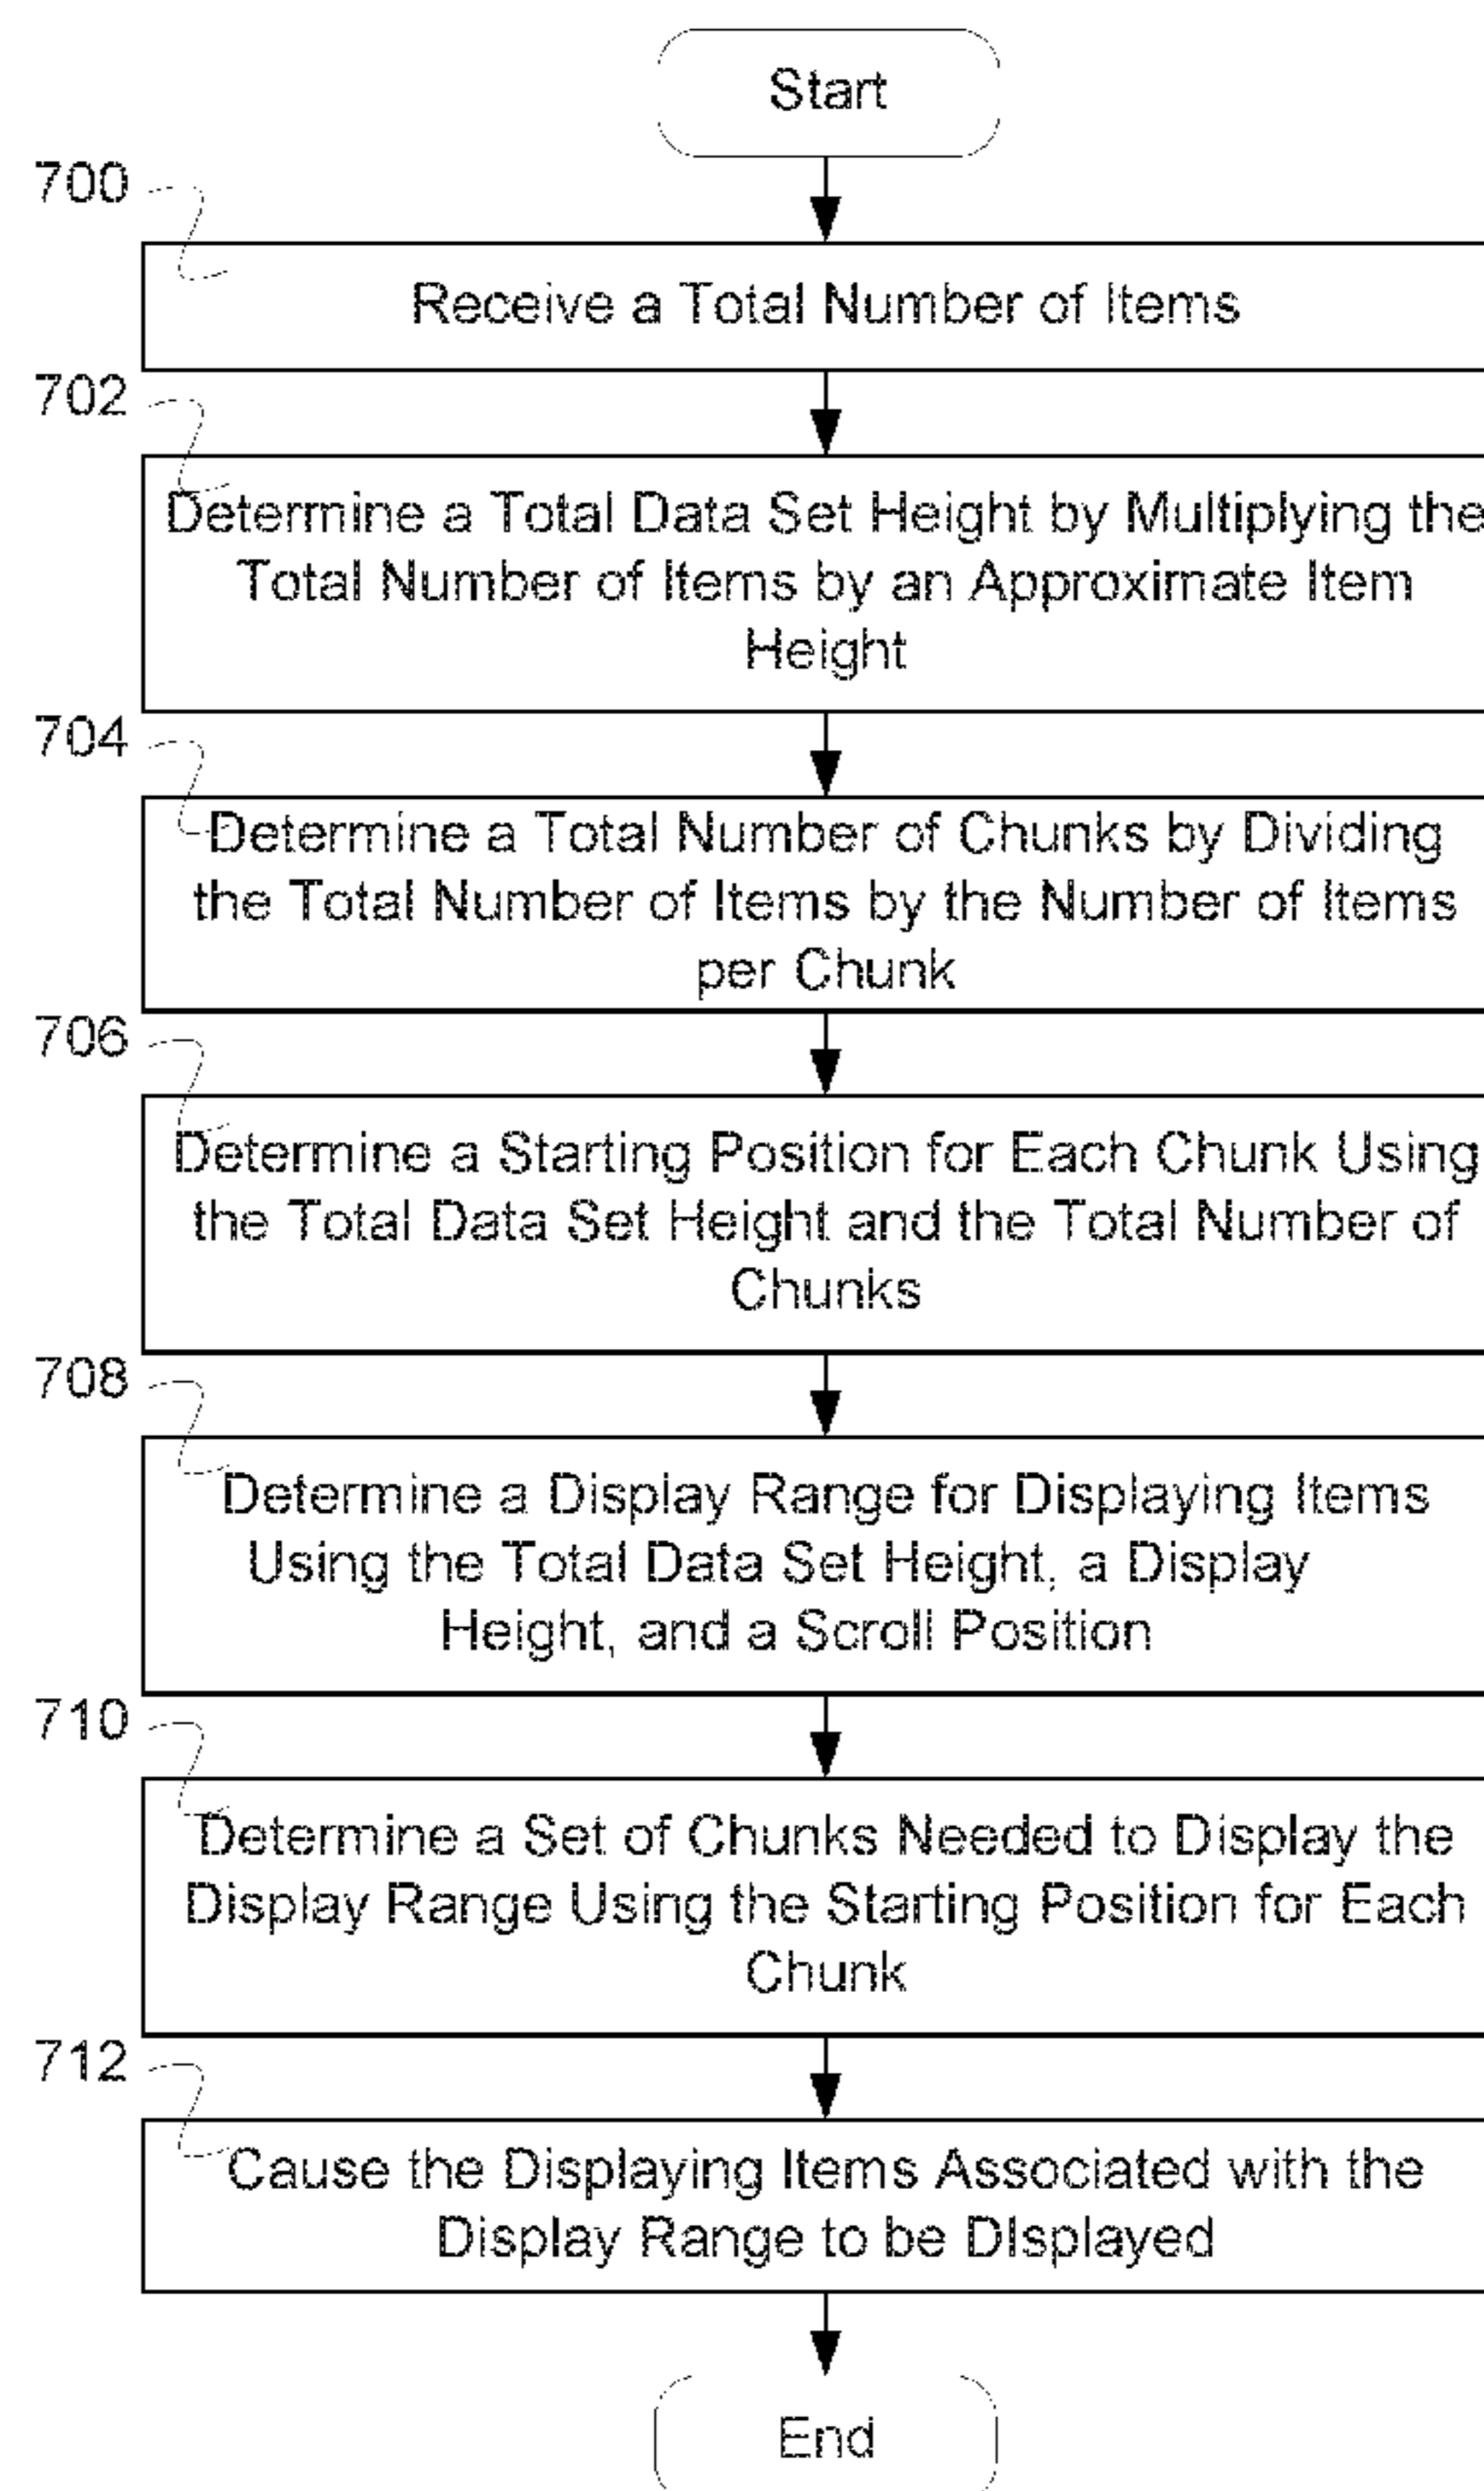 Start
700
Receive a Total Number of Items
702
Determine a Total Data Set Height by Multiplying the
Total Number of Items by an Approximate Item
Height
704
Determine a Total Number of Chunks by Dividing
the Total Number of Items by the Number of Items
per Chunk
706
Determine a Starting Position for Each Chunk Using
the Total Data Set Height and the Total Number of
Chunks
708
Determine a Display Range for Displaying Items
Using the Total Data Set Height, a Display
Height, and a Scroll Position
710
Determine a Set of Chunks Needed to Display the
Display Range Using the Starting Position for Each
Chunk
712
Cause the Displaying Items Associated with the
Display Range to be DIsplayed
End